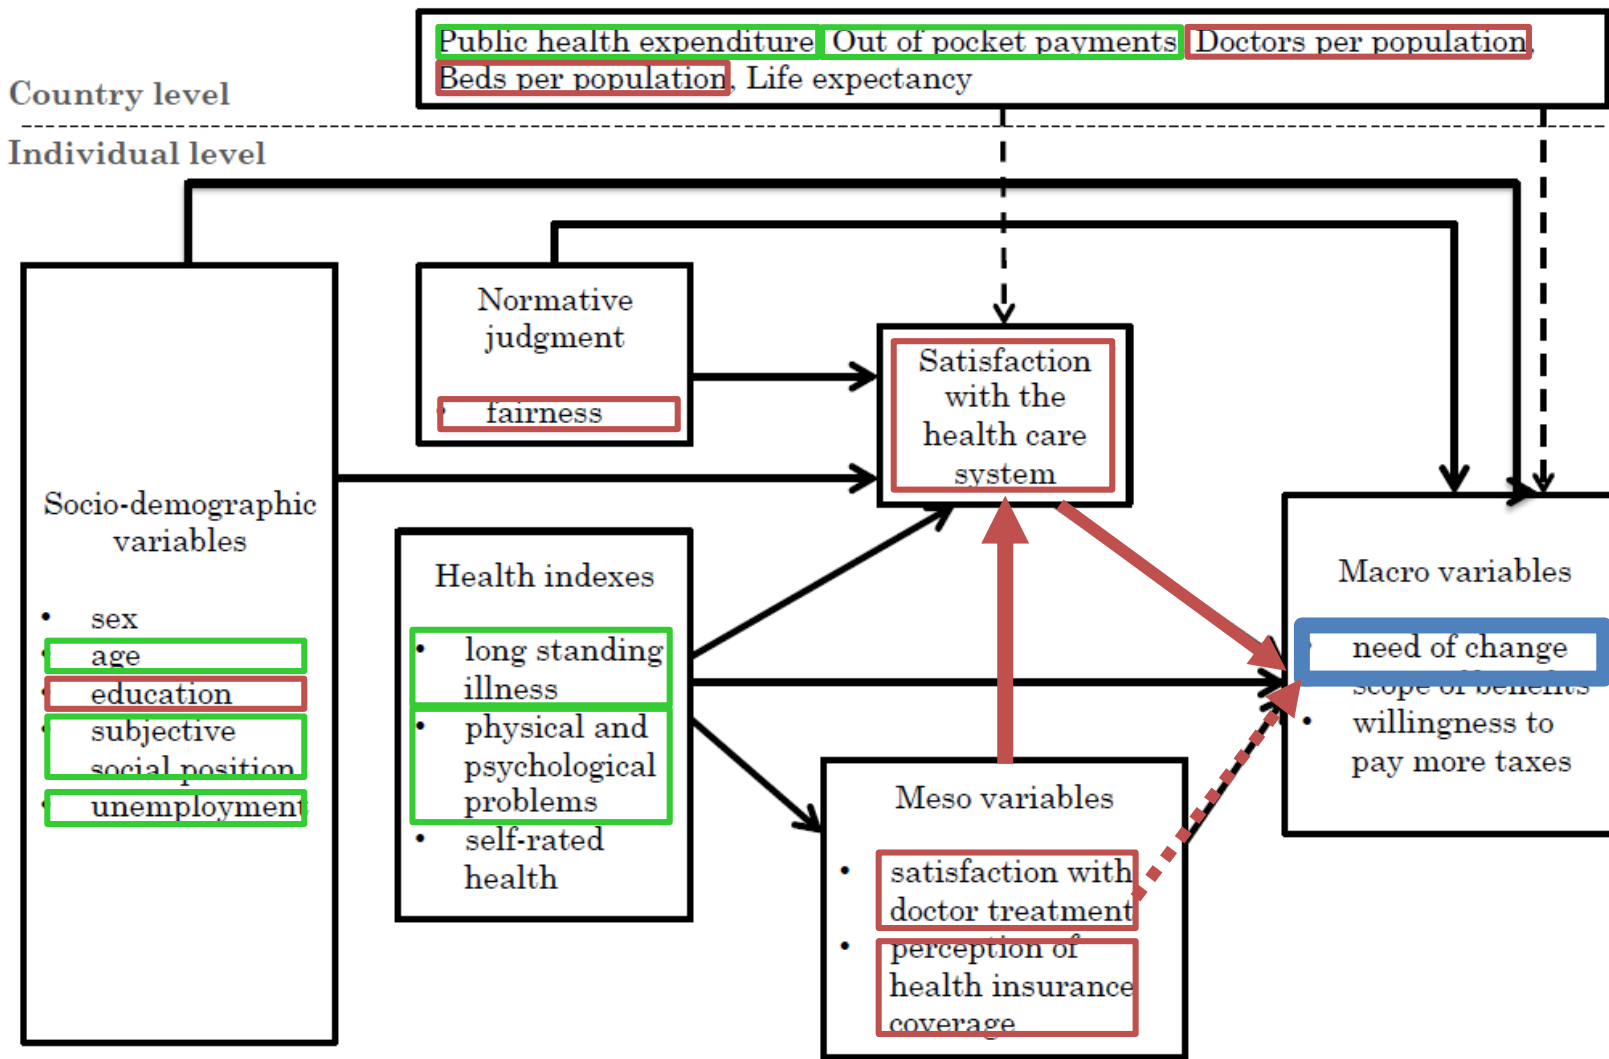 Public health expenditure Out of pocket payments Doctors per population,
Beds per population, Life expectancy
Country level
Individual level
Normative
judgment
• fairness
Satisfaction
with the
health care
system
Socio-demographic
variables
• sex
• age
• education
• subjective
social position
• unemployment
Health indexes
• long standing
illness
• physical and
psychological
problems
• self-rated
health
Macro variables
• need of change
scope of benefits
• willingness to
pay more taxes
Meso variables
• satisfaction with
doctor treatment
• perception of
health insurance
coverage